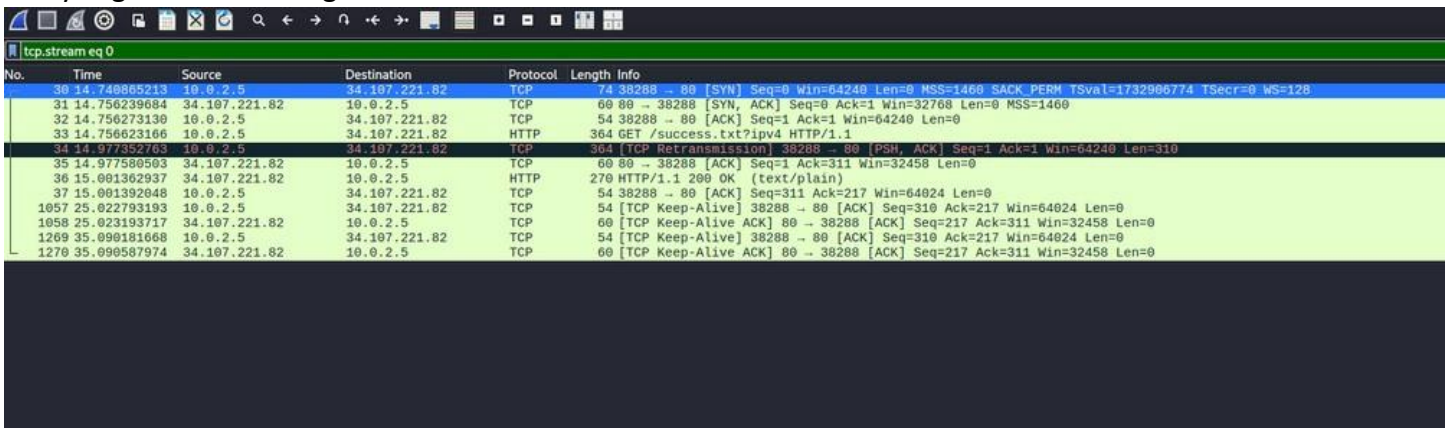 tcp.stream eq 0
No. Time Source Destination Protocol Length Info
30 14.740865213 10.0.2.5 34.107.221.82 TCP 74 38288 → 80 [SYN] Seq=0 Win=64240 Len=0 MSS=1460 SACK_PERM TSval=1732906774 TSecr=0 WS=128
31 14.756239684 34.107.221.82 10.0.2.5 TCP 60 80 → 38288 [SYN, ACK] Seq=0 Ack=1 Win=32768 Len=0 MSS=1460
32 14.756273130 10.0.2.5 34.107.221.82 TCP 54 38288 → 80 [ACK] Seq=1 Ack=1 Win=64240 Len=0
33 14.756623166 10.0.2.5 34.107.221.82 HTTP 364 GET /success.txt?ipv4 HTTP/1.1
34 14.977352763 10.0.2.5 34.107.221.82 TCP 364 [TCP Retransmission] 38288 → 80 [PSH, ACK] Seq=1 Ack=1 Win=64240 Len=310
35 14.977580503 34.107.221.82 10.0.2.5 TCP 60 80 → 38288 [ACK] Seq=1 Ack=311 Win=32458 Len=0
36 15.001362937 34.107.221.82 10.0.2.5 HTTP 270 HTTP/1.1 200 OK (text/plain)
37 15.001392048 10.0.2.5 34.107.221.82 TCP 54 38288 → 80 [ACK] Seq=311 Ack=217 Win=64024 Len=0
1057 25.022793193 10.0.2.5 34.107.221.82 TCP 54 [TCP Keep-Alive] 38288 → 80 [ACK] Seq=310 Ack=217 Win=64024 Len=0
1058 25.023193717 34.107.221.82 10.0.2.5 TCP 60 [TCP Keep-Alive ACK] 80 → 38288 [ACK] Seq=217 Ack=311 Win=32458 Len=0
1269 35.090181668 10.0.2.5 34.107.221.82 TCP 54 [TCP Keep-Alive] 38288 → 80 [ACK] Seq=310 Ack=217 Win=64024 Len=0
1270 35.090587974 34.107.221.82 10.0.2.5 TCP 60 [TCP Keep-Alive ACK] 80 → 38288 [ACK] Seq=217 Ack=311 Win=32458 Len=0